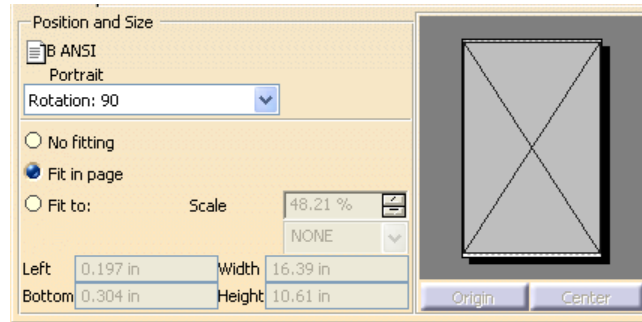 Position and Size
B ANSI
Portrait
Rotation: 90
No fitting
Fit in page
Fit to: Scale 48.21 %
NONE
Left 0.197 in Width 16.39 in
Bottom 0.304 in Height 10.61 in
Origin Center